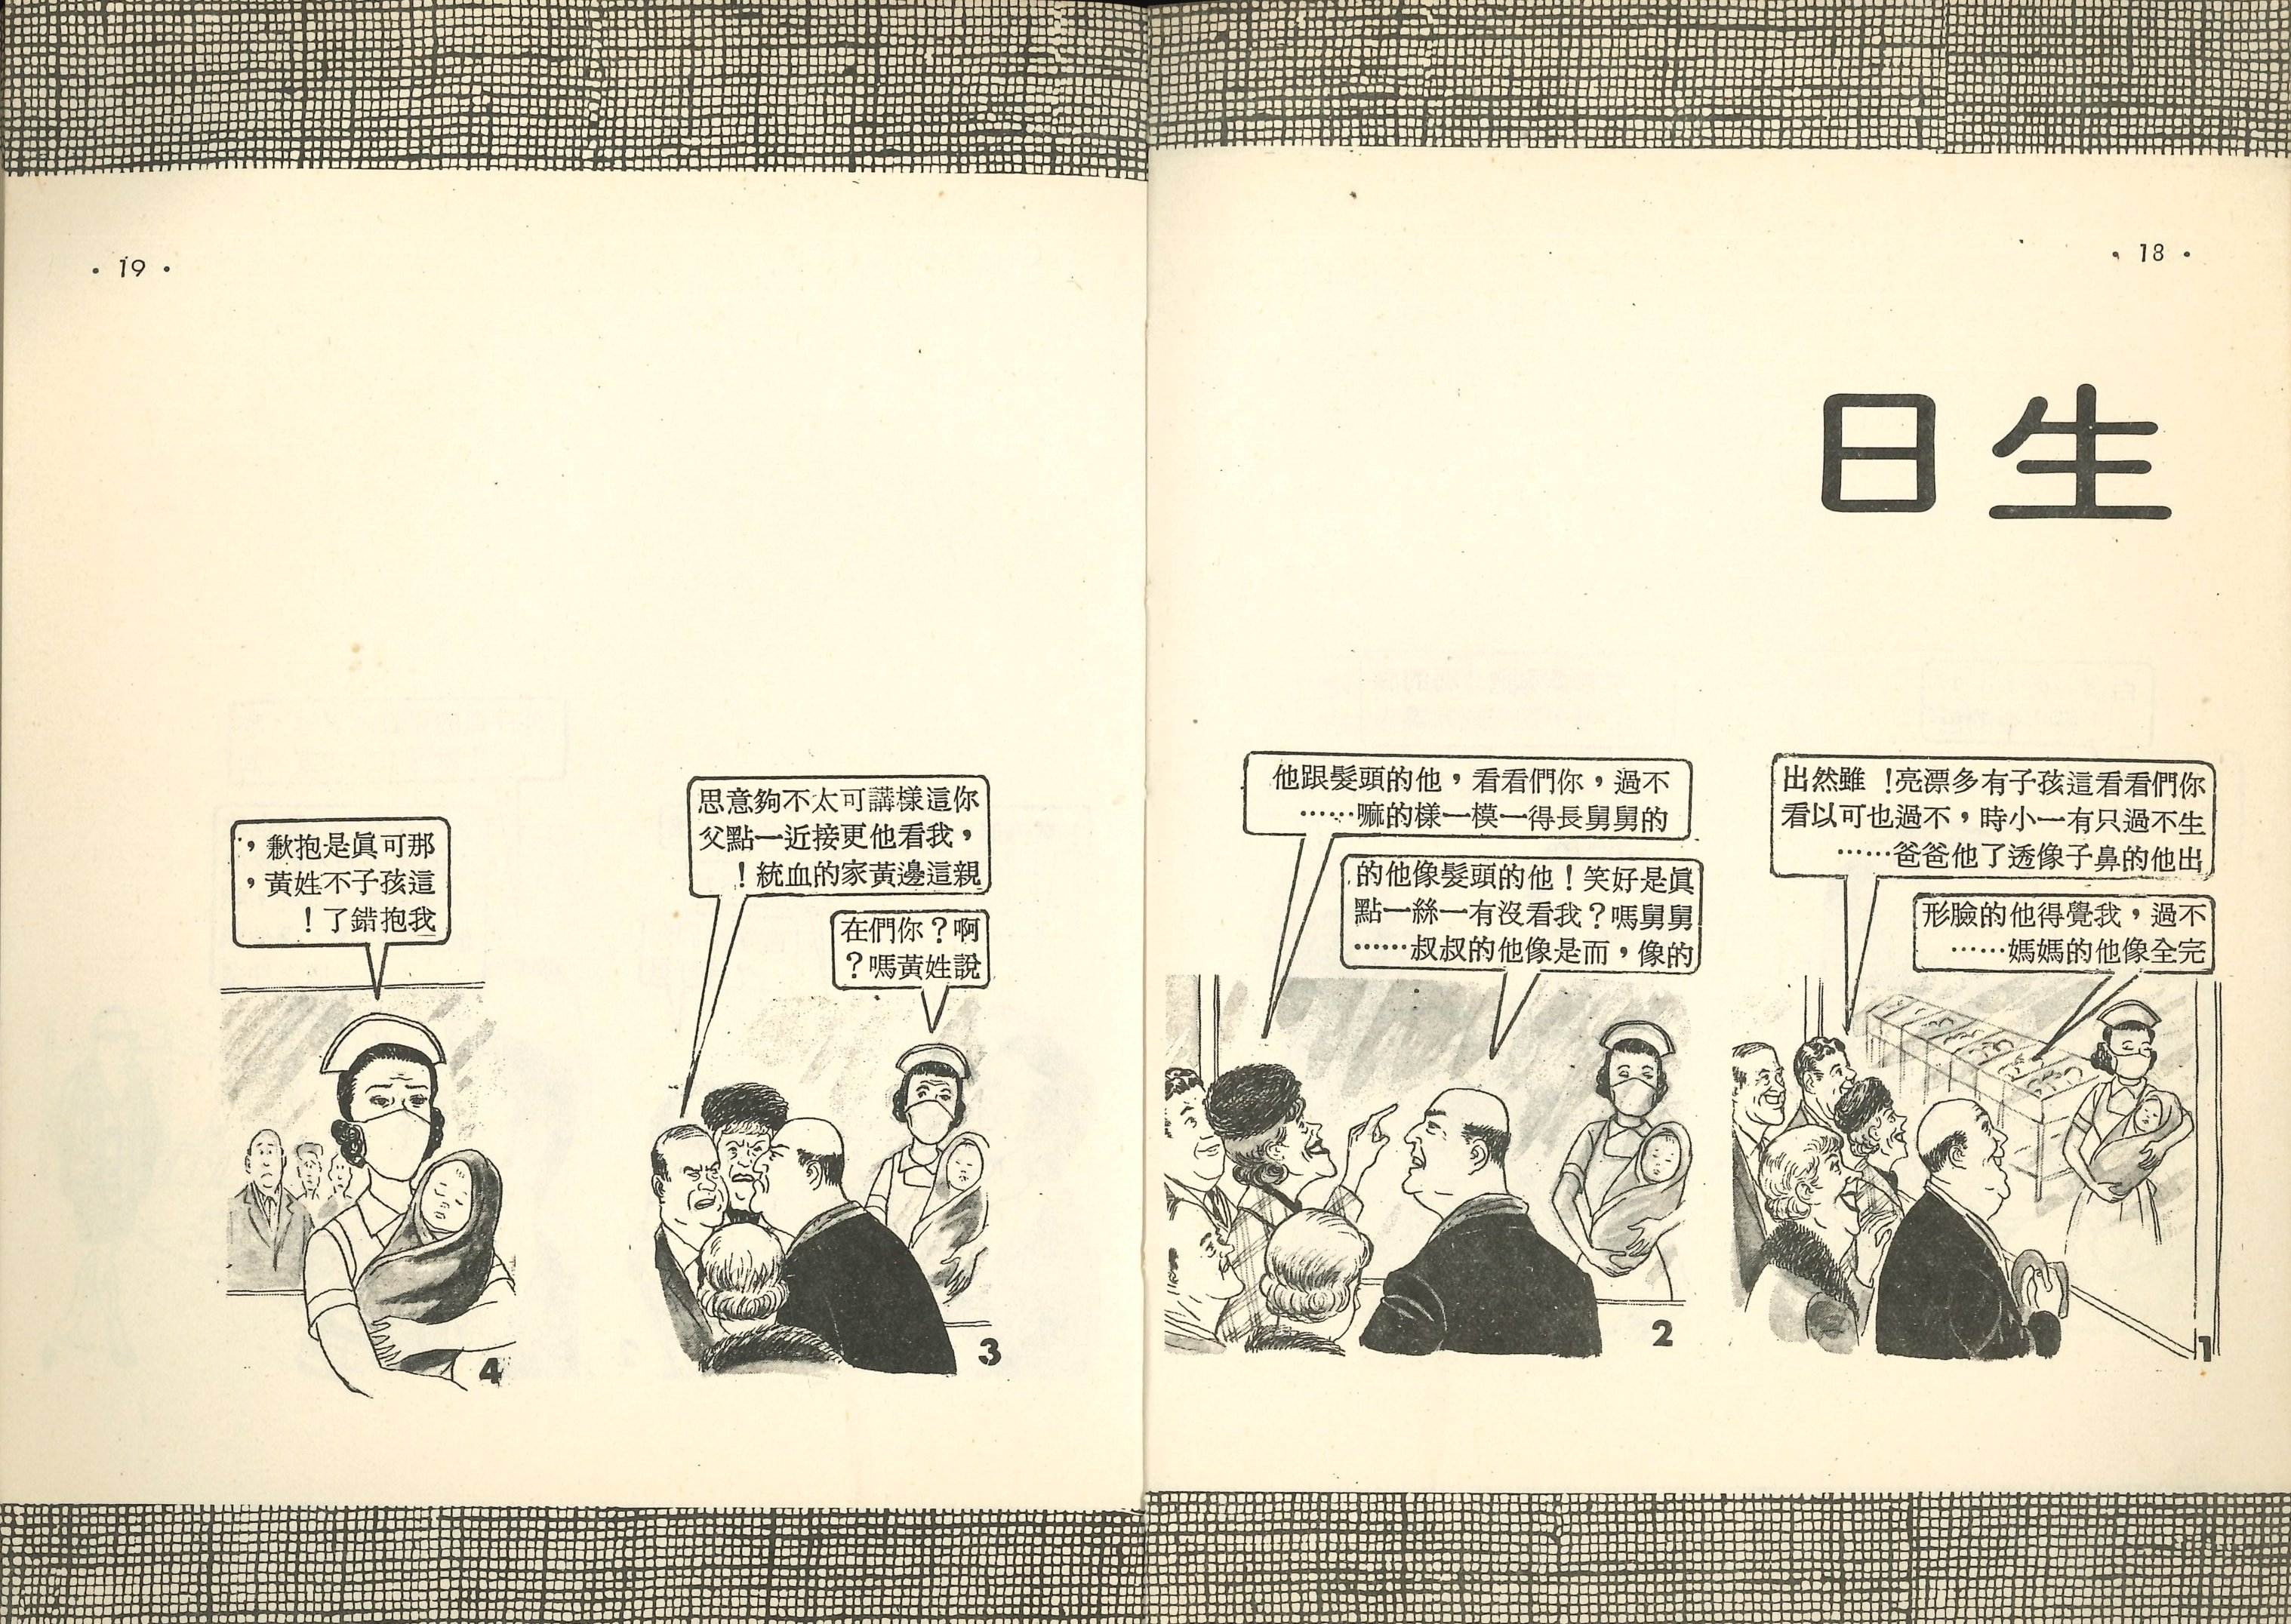 · 18 ·
生日
你們看看這孩子有多漂亮！雖然出
生不過只有一小時，不過也可以看
出他的鼻子像透了他爸爸……
不過，我覺得他的臉形
完全像他的媽媽……
1
不過，你們看看，他的頭髮跟他
的舅舅長得一模一樣的嘛……
眞是好笑！他的頭髮像他的
舅舅嗎？我看沒有一絲一點
的像，而是像他的叔叔……
2
· 19 ·
你這樣講可太不夠意思
，我看他更接近一點父
親這邊黃家的血統！
啊？你們在
說姓黃嗎？
3
那可眞是抱歉，
這孩子不姓黃，
我抱錯了！
4